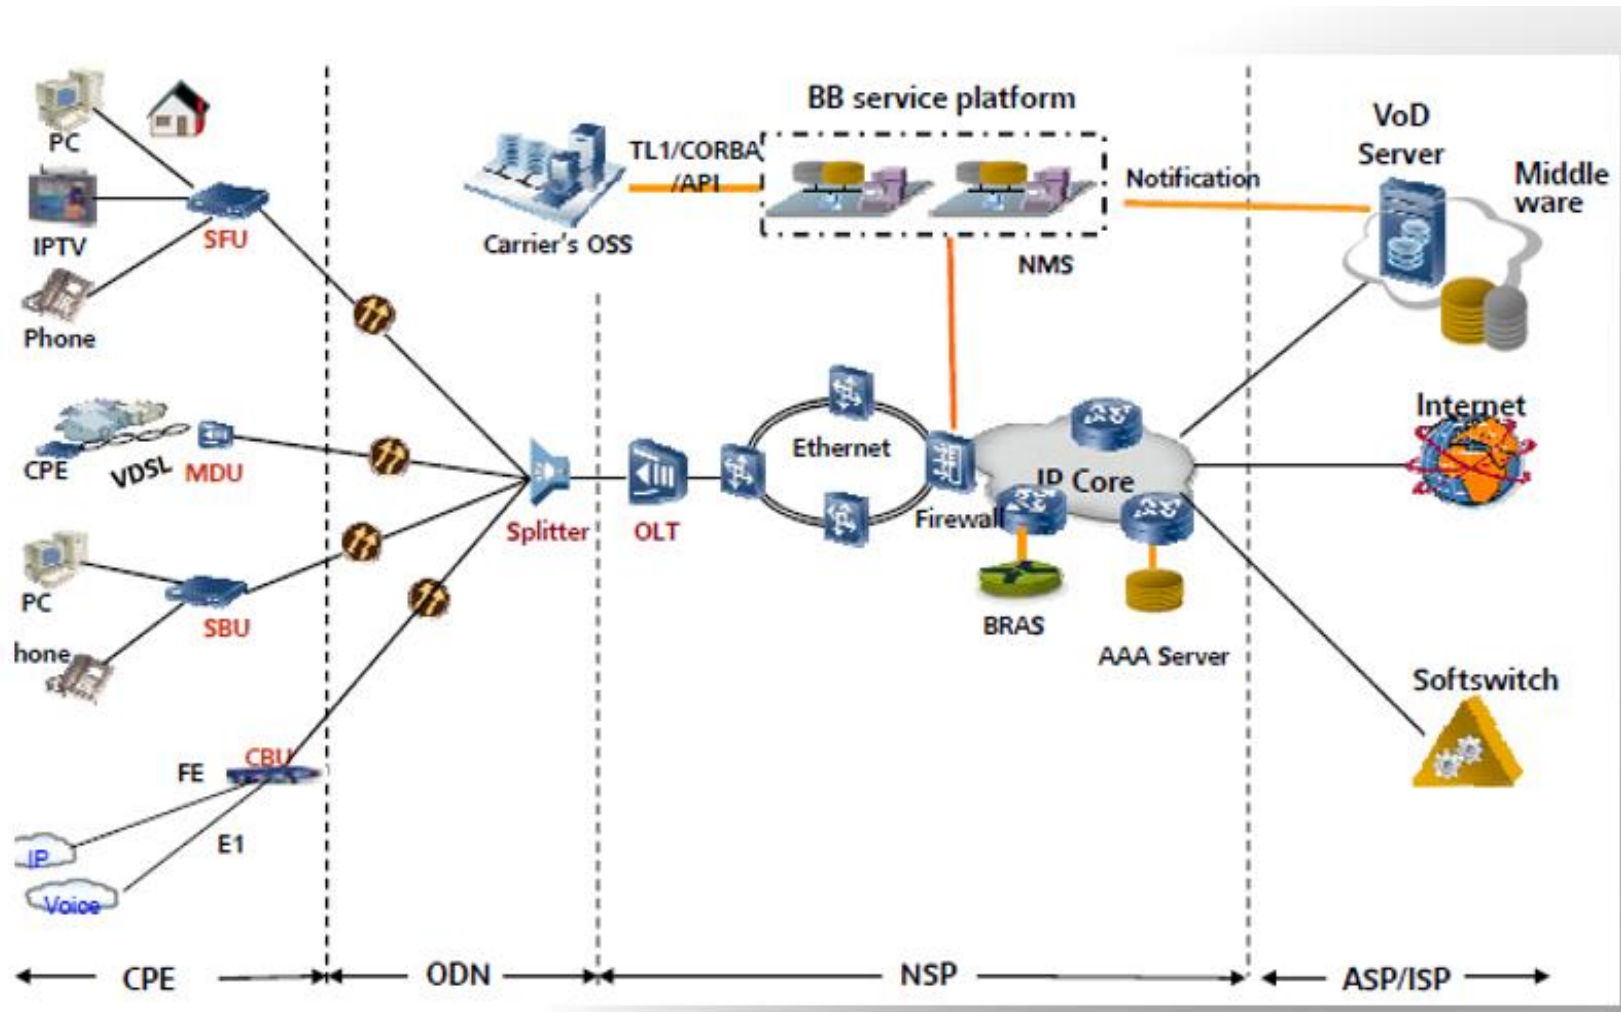 BB service platform
VoD
Server
Middle
ware
PC
TL1/CORBA
/API
Notification
IPTV
SFU
Carrier's OSS
NMS
Phone
Internet
Ethernet
IP Core
CPE
VDSL
MDU
Splitter
OLT
Firewall
PC
SBU
BRAS
AAA Server
hone
Softswitch
CBU
FE
E1
IP
Voice
CPE
ODN
NSP
ASP/ISP